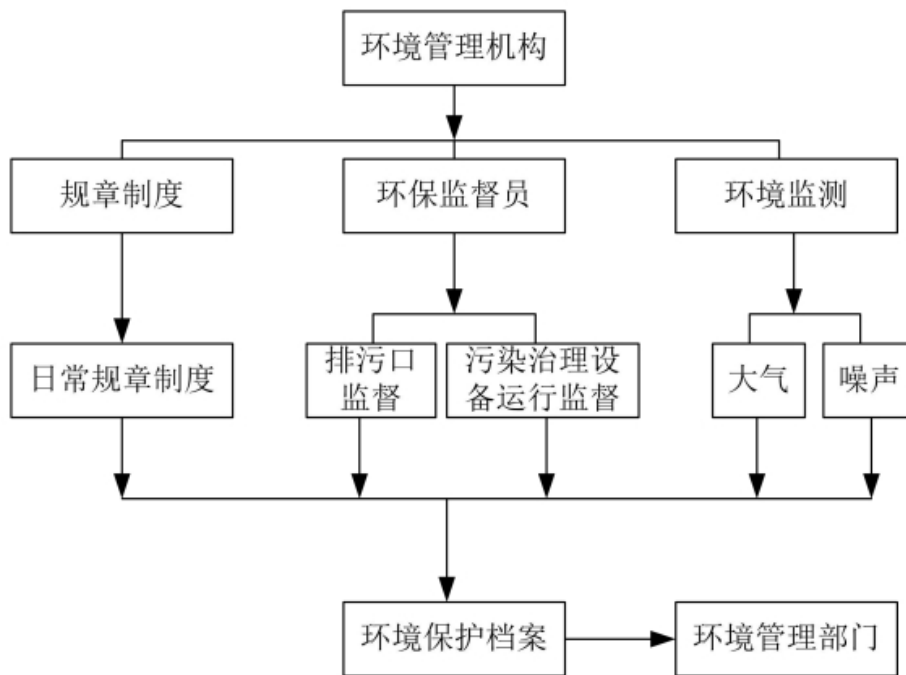 环境管理机构
规章制度
环保监督员
环境监测
日常规章制度
排污口
监督
污染治理设
备运行监督
大气
噪声
环境保护档案
环境管理部门